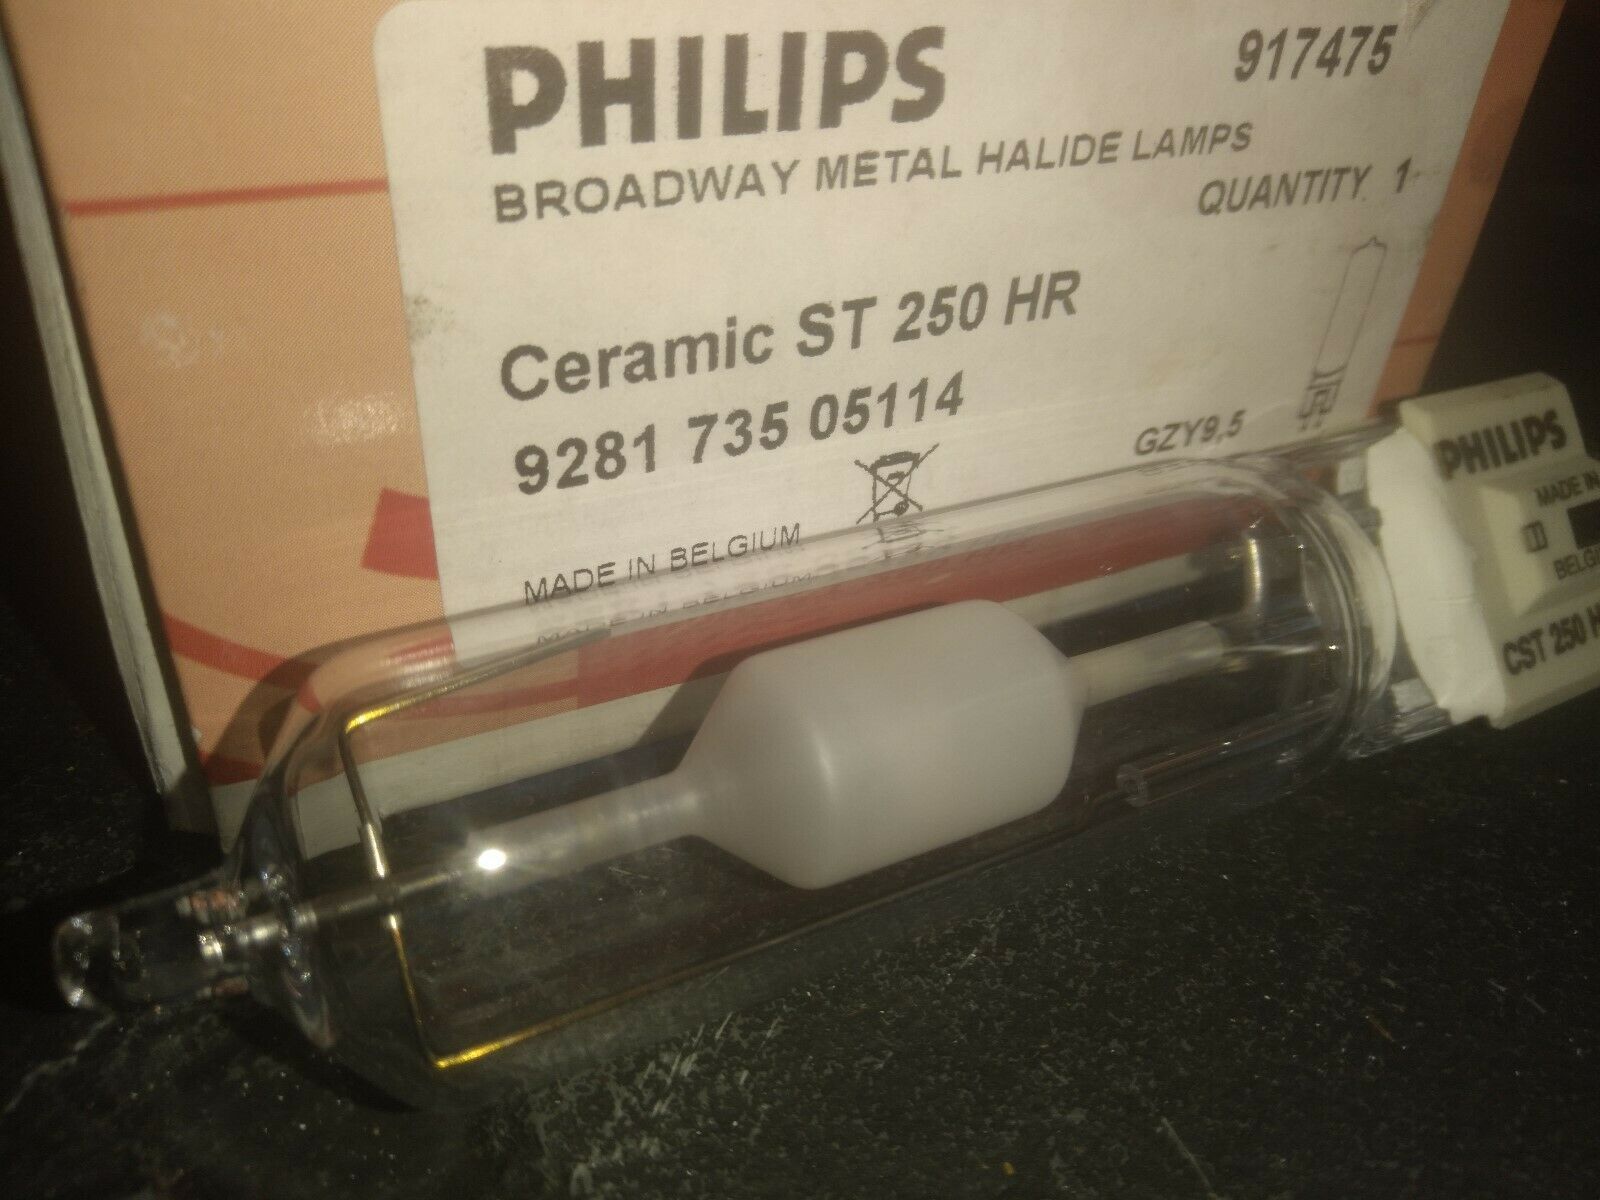 PHILIPS
917475
BROADWAY METAL HALIDE LAMPS
QUANTITY 1
Ceramic ST 250 HR
9281 735 05114
GZY9,5
MADE IN BELGIUM
PHILIPS
MADE IN
CST 250